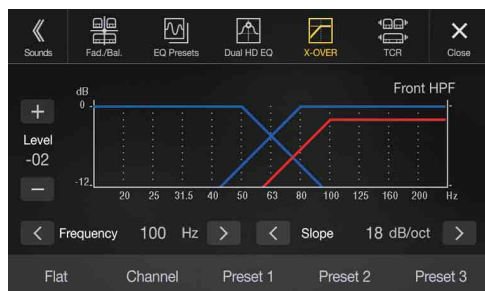 Sounds Fad./Bal. EQ Presets Dual HD EQ X-OVER TCR Close
Front HPF
dB
0
+
Level
-02
-
-12
20 25 31.5 40 50 63 80 100 125 160 200 Hz
< Frequency 100 Hz > < Slope 18 dB/oct >
Flat Channel Preset 1 Preset 2 Preset 3